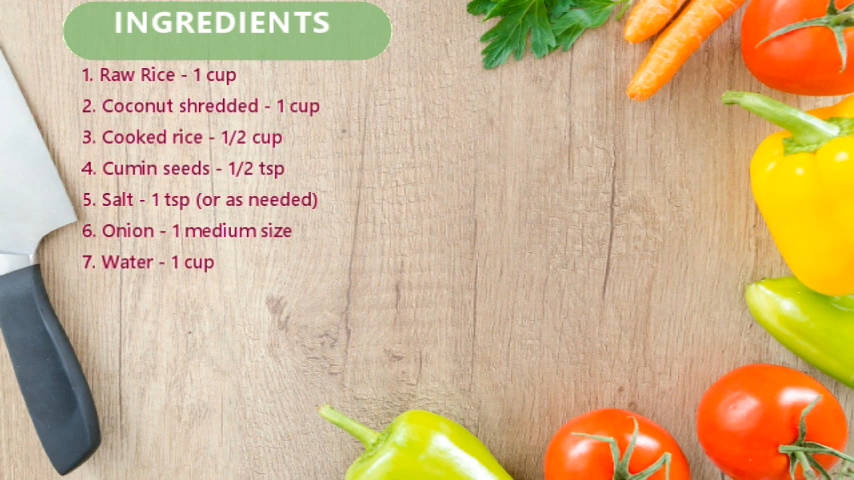 INGREDIENTS
1. Raw Rice - 1 cup
2. Coconut shredded - 1 cup
3. Cooked rice - 1/2 cup
4. Cumin seeds - 1/2 tsp
5. Salt - 1 tsp (or as needed)
6. Onion - 1 medium size
7. Water - 1 cup